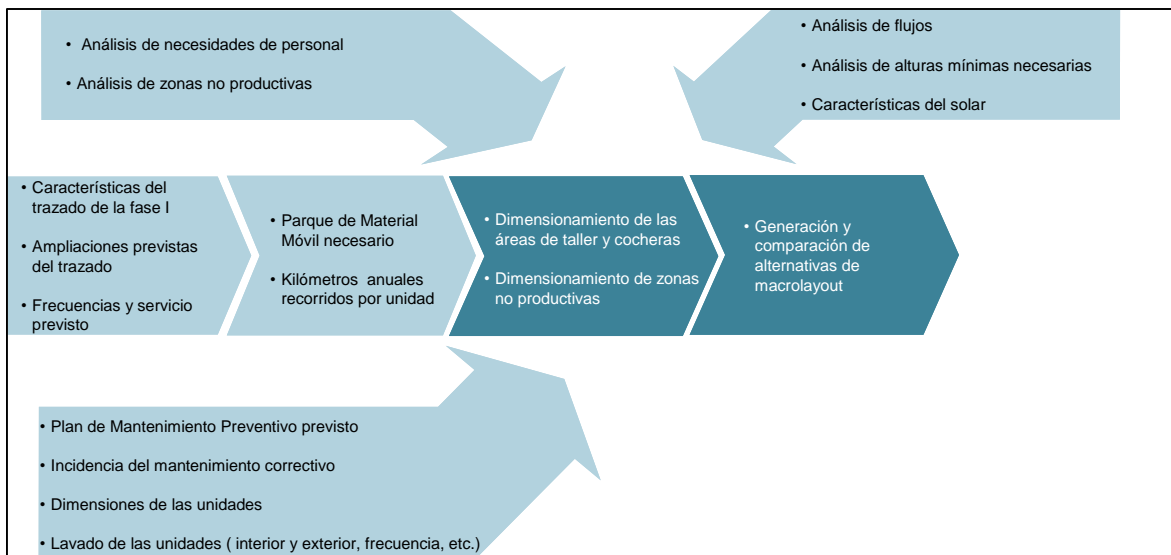 • Análisis de necesidades de personal
• Análisis de zonas no productivas
• Análisis de flujos
• Análisis de alturas mínimas necesarias
• Características del solar
• Características del
trazado de la fase I
• Ampliaciones previstas
del trazado
• Frecuencias y servicio
previsto
• Parque de Material
Móvil necesario
• Kilómetros anuales
recorridos por unidad
• Dimensionamiento de las
áreas de taller y cocheras
• Dimensionamiento de zonas
no productivas
• Generación y
comparación de
alternativas de
macrolayout
• Plan de Mantenimiento Preventivo previsto
• Incidencia del mantenimiento correctivo
• Dimensiones de las unidades
• Lavado de las unidades ( interior y exterior, frecuencia, etc.)